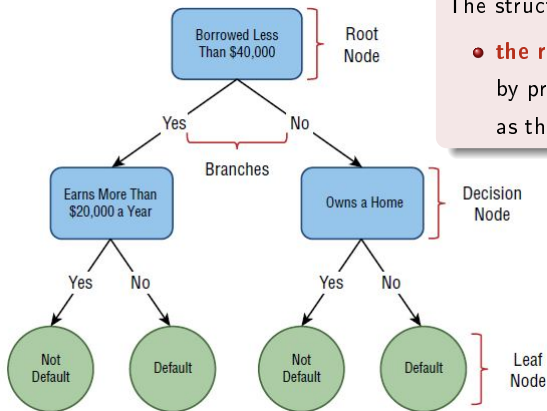 The struct
• the r
by pr
as th
Borrowed Less
Than $40,000
Root
Node
Yes
No
Branches
Earns More Than
$20,000 a Year
Owns a Home
Decision
Node
Yes
No
Yes
No
Not
Default
Default
Not
Default
Default
Leaf
Node